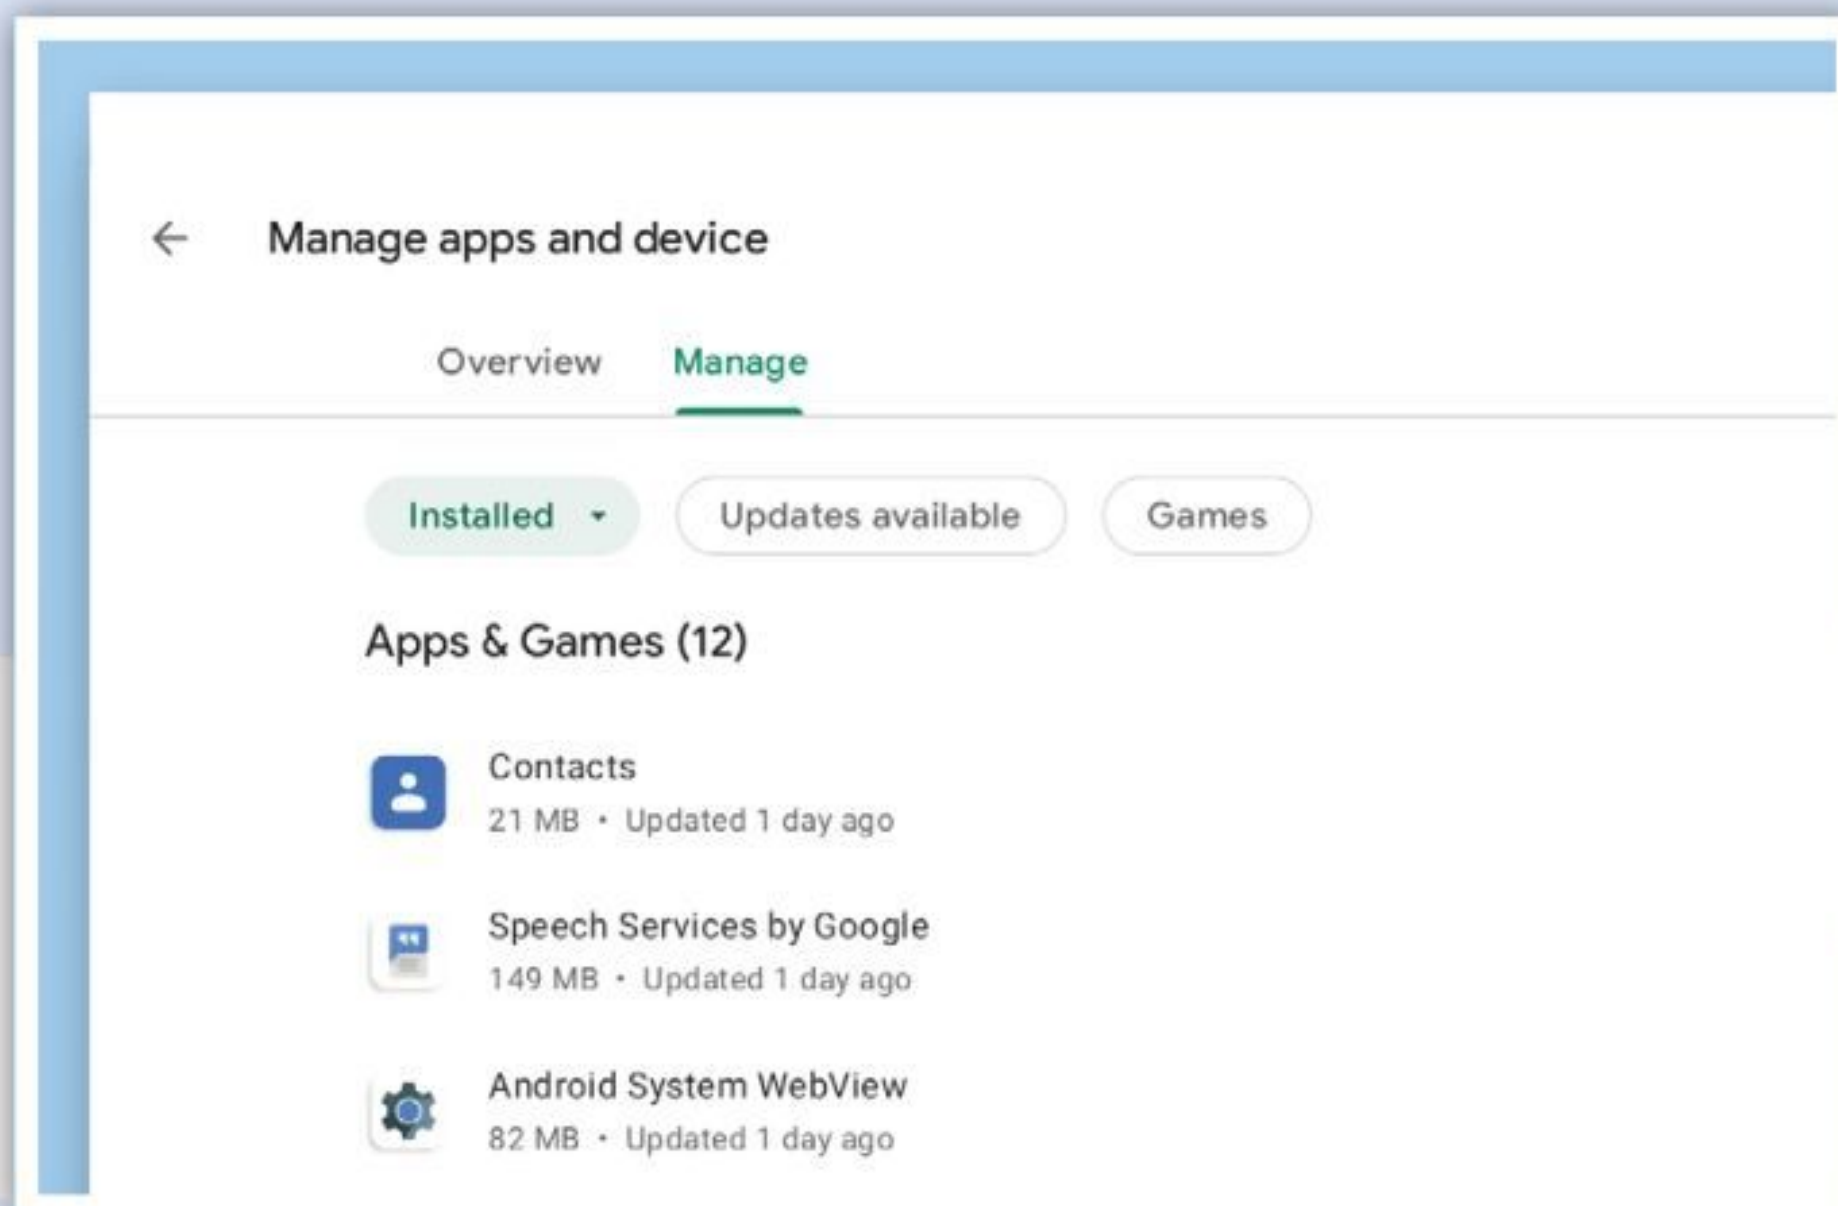 Manage apps and device
Overview Manage
Installed Updates available Games
Apps & Games (12)
Contacts
21 MB • Updated 1 day ago
Speech Services by Google
149 MB • Updated 1 day ago
Android System WebView
82 MB • Updated 1 day ago